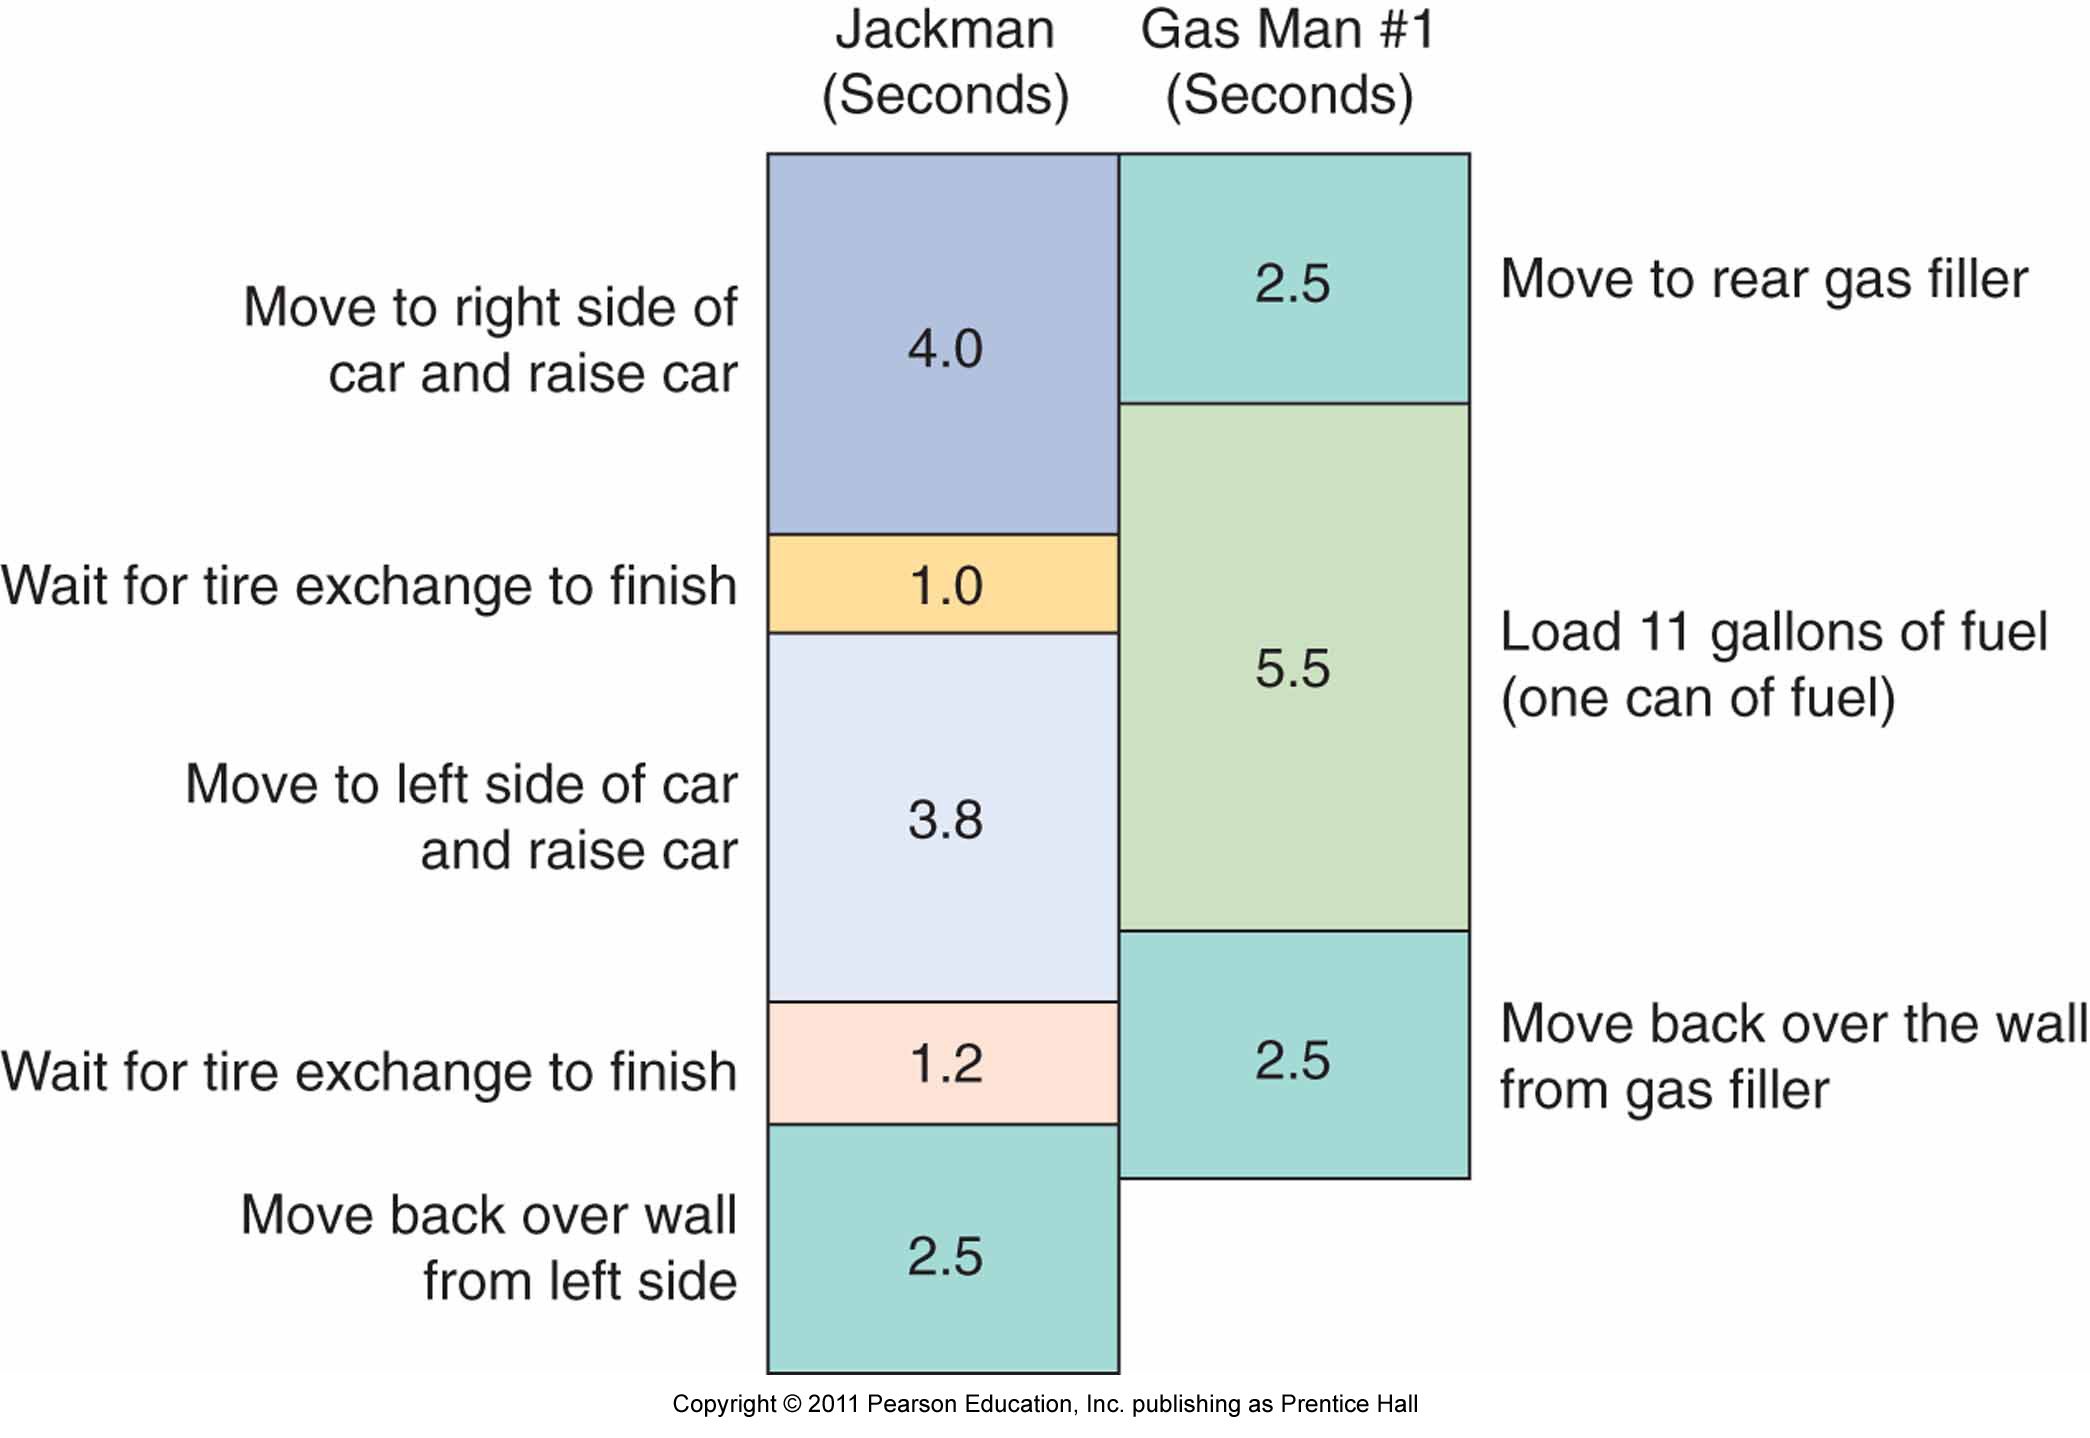 Jackman
(Seconds)
Gas Man #1
(Seconds)
Move to right side of
car and raise car
4.0
2.5
Move to rear gas filler
Wait for tire exchange to finish
1.0
5.5
Load 11 gallons of fuel
(one can of fuel)
Move to left side of car
and raise car
3.8
Wait for tire exchange to finish
1.2
2.5
Move back over the wall
from gas filler
Move back over wall
from left side
2.5
Copyright © 2011 Pearson Education, Inc. publishing as Prentice Hall